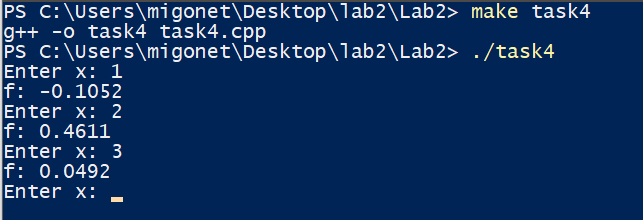 PS C:\Users\migonet\Desktop\lab2\Lab2> make task4
g++ -o task4 task4.cpp
PS C:\Users\migonet\Desktop\lab2\Lab2> ./task4
Enter x: 1
f: -0.1052
Enter x: 2
f: 0.4611
Enter x: 3
f: 0.0492
Enter x: